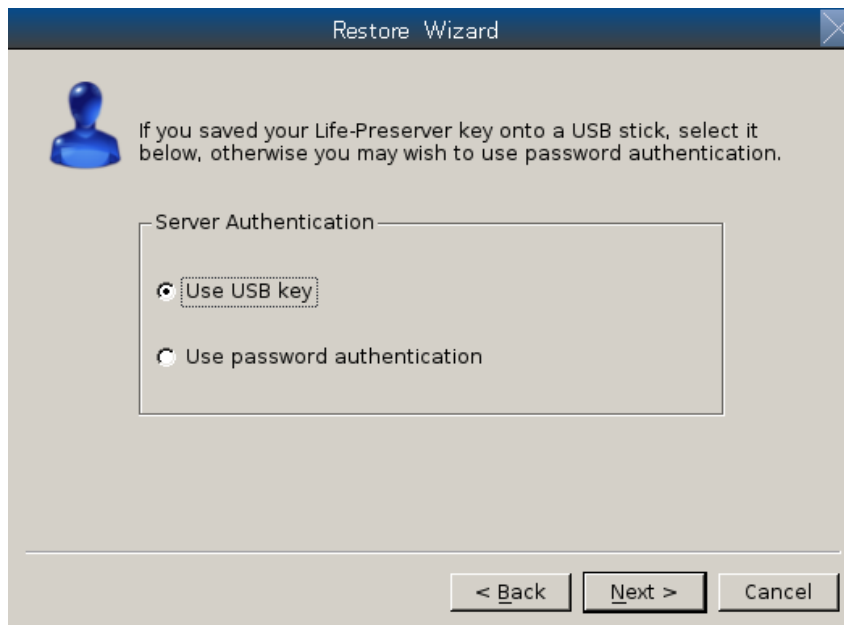 Restore Wizard
If you saved your Life-Preserver key onto a USB stick, select it
below, otherwise you may wish to use password authentication.
Server Authentication
Use USB key
Use password authentication
< Back
Next >
Cancel